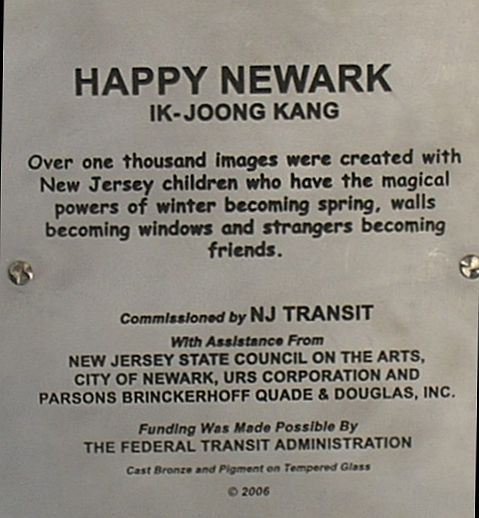 HAPPY NEWARK
IK-JOONG KANG
Over one thousand images were created with
New Jersey children who have the magical
powers of winter becoming spring, walls
becoming windows and strangers becoming
friends.
Commissioned by NJ TRANSIT
With Assistance From
NEW JERSEY STATE COUNCIL ON THE ARTS,
CITY OF NEWARK, URS CORPORATION AND
PARSONS BRINCKERHOFF QUADE & DOUGLAS, INC.
Funding Was Made Possible By
THE FEDERAL TRANSIT ADMINISTRATION
Cast Bronze and Pigment on Tempered Glass
© 2006